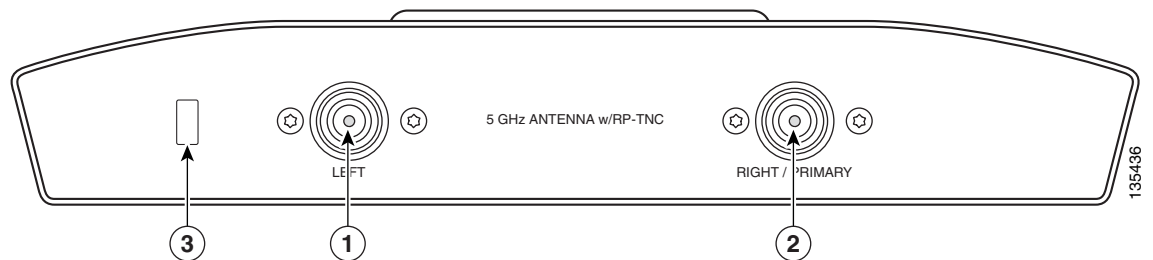 5 GHz ANTENNA w/RP-TNC
LEFT
RIGHT / PRIMARY
135436
3
1
2